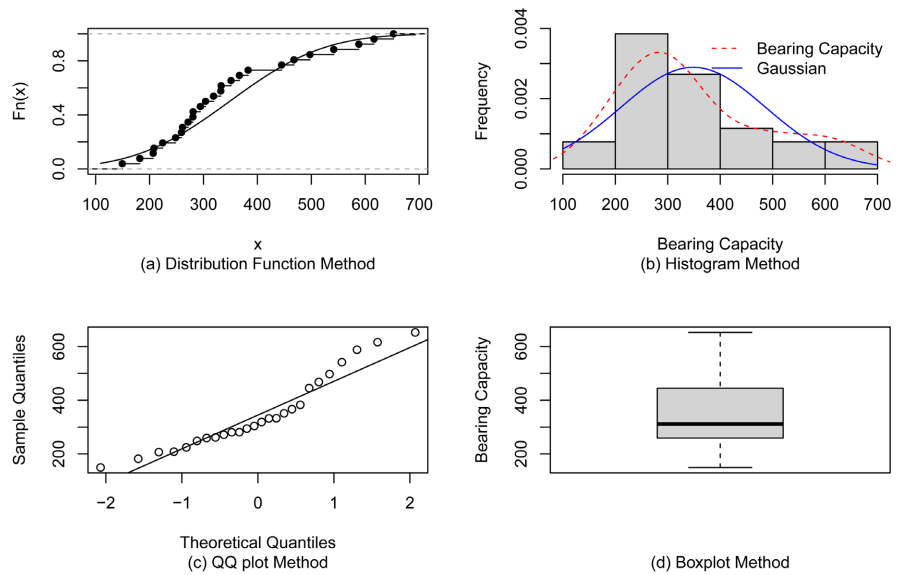 Fn(x)
0.0 0.4 0.8
100 200 300 400 500 600 700
x
(a) Distribution Function Method
Frequency
0.000 0.002 0.004
Bearing Capacity
Gaussian
100 200 300 400 500 600 700
Bearing Capacity
(b) Histogram Method
Sample Quantiles
200 400 600
−2 −1 0 1 2
Theoretical Quantiles
(c) QQ plot Method
Bearing Capacity
200 400 600
(d) Boxplot Method